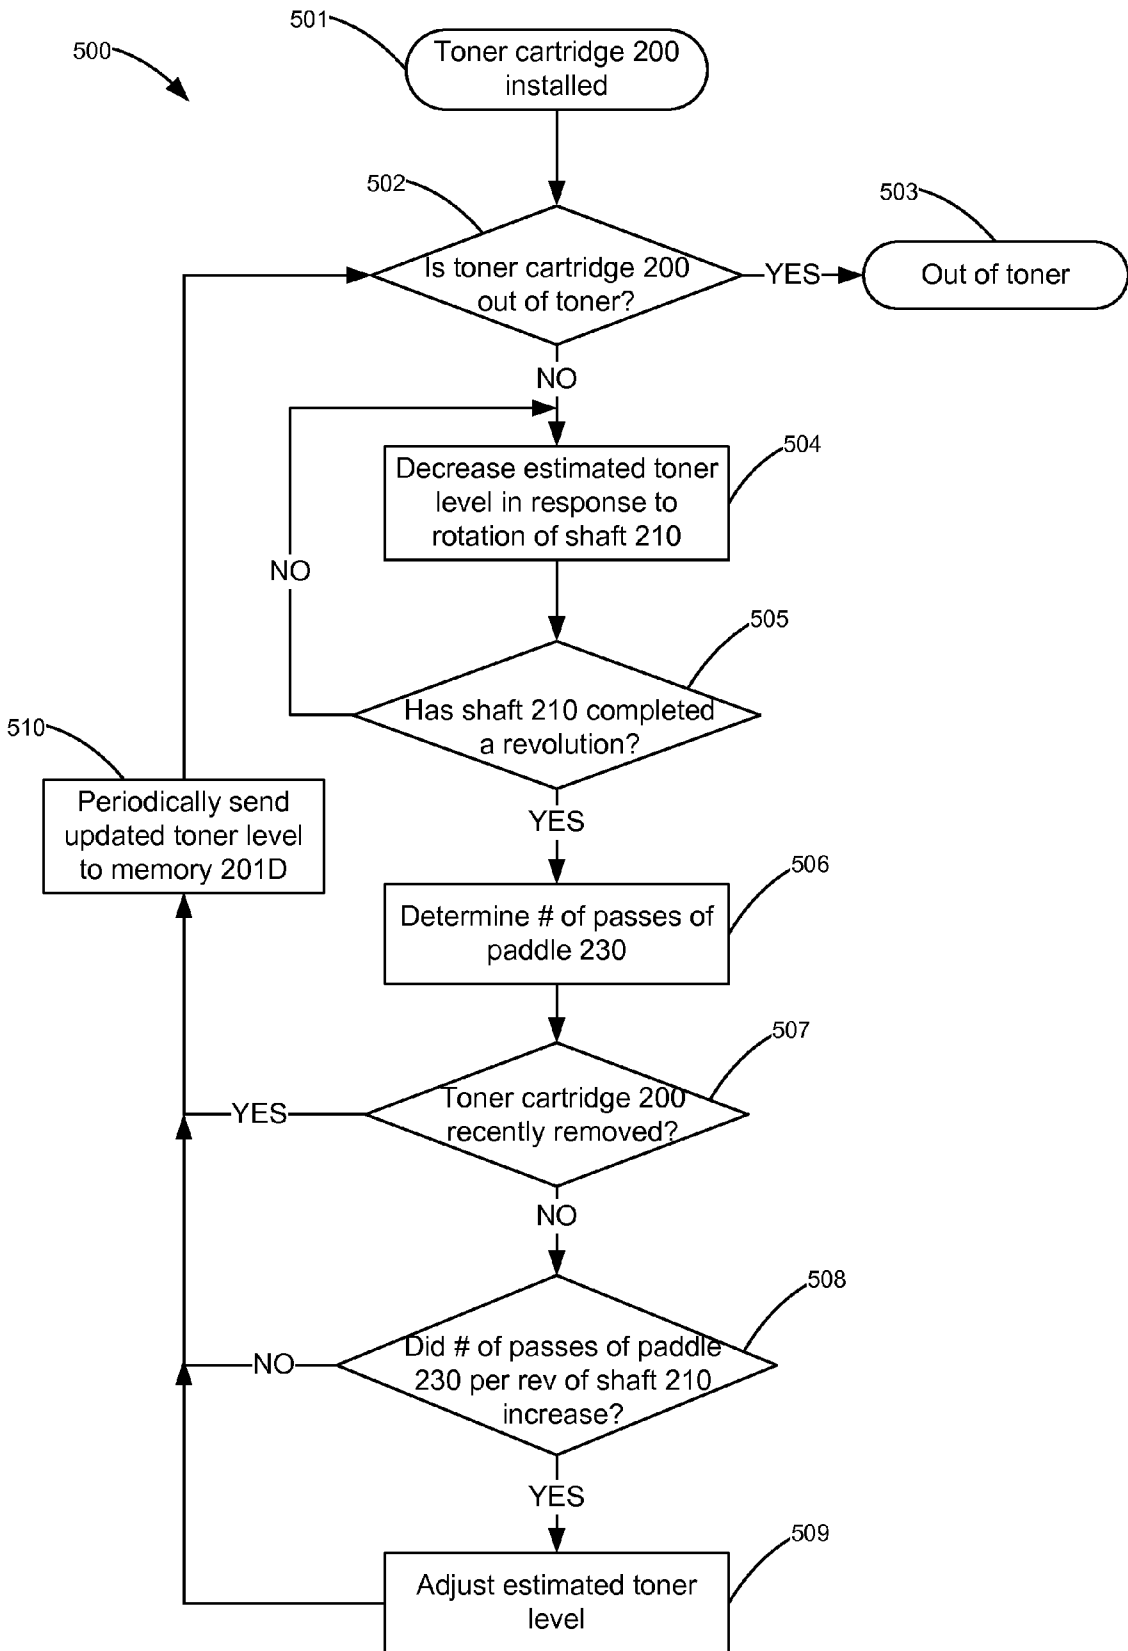 500
501
Toner cartridge 200
installed
502
Is toner cartridge 200
out of toner?
YES
503
Out of toner
NO
504
Decrease estimated toner
level in response to
rotation of shaft 210
NO
505
Has shaft 210 completed
a revolution?
YES
510
Periodically send
updated toner level
to memory 201D
506
Determine # of passes of
paddle 230
507
Toner cartridge 200
recently removed?
YES
NO
508
Did # of passes of paddle
230 per rev of shaft 210
increase?
NO
YES
509
Adjust estimated toner
level